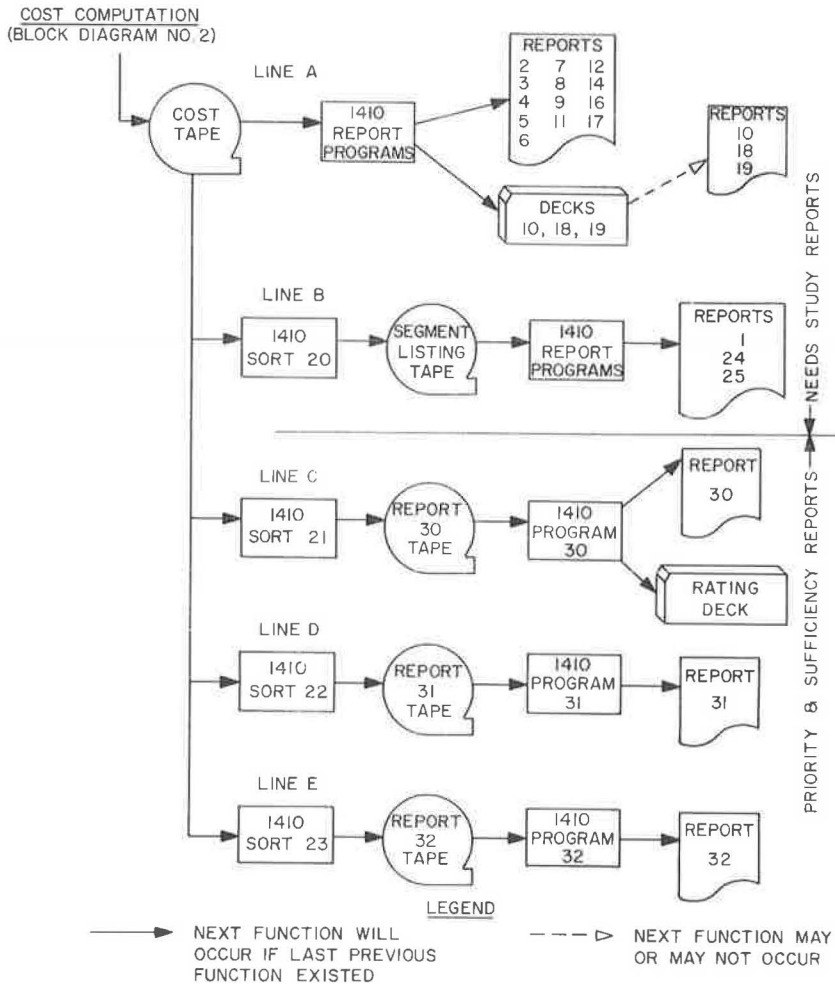 COST COMPUTATION
(BLOCK DIAGRAM NO. 2)
LINE A
COST
TAPE
1410
REPORT
PROGRAMS
REPORTS
2 7 12
3 8 14
4 9 16
5 11 17
6
DECKS
10, 18, 19
REPORTS
10
18
19
LINE B
1410
SORT 20
SEGMENT
LISTING
TAPE
1410
REPORT
PROGRAMS
REPORTS
1
24
25
NEEDS STUDY REPORTS
LINE C
1410
SORT 21
REPORT
30
TAPE
1410
PROGRAM
30
REPORT
30
RATING
DECK
LINE D
1410
SORT 22
REPORT
31
TAPE
1410
PROGRAM
31
REPORT
31
LINE E
1410
SORT 23
REPORT
32
TAPE
1410
PROGRAM
32
REPORT
32
PRIORITY & SUFFICIENCY REPORTS
LEGEND
NEXT FUNCTION WILL
OCCUR IF LAST PREVIOUS
FUNCTION EXISTED
NEXT FUNCTION MAY
OR MAY NOT OCCUR